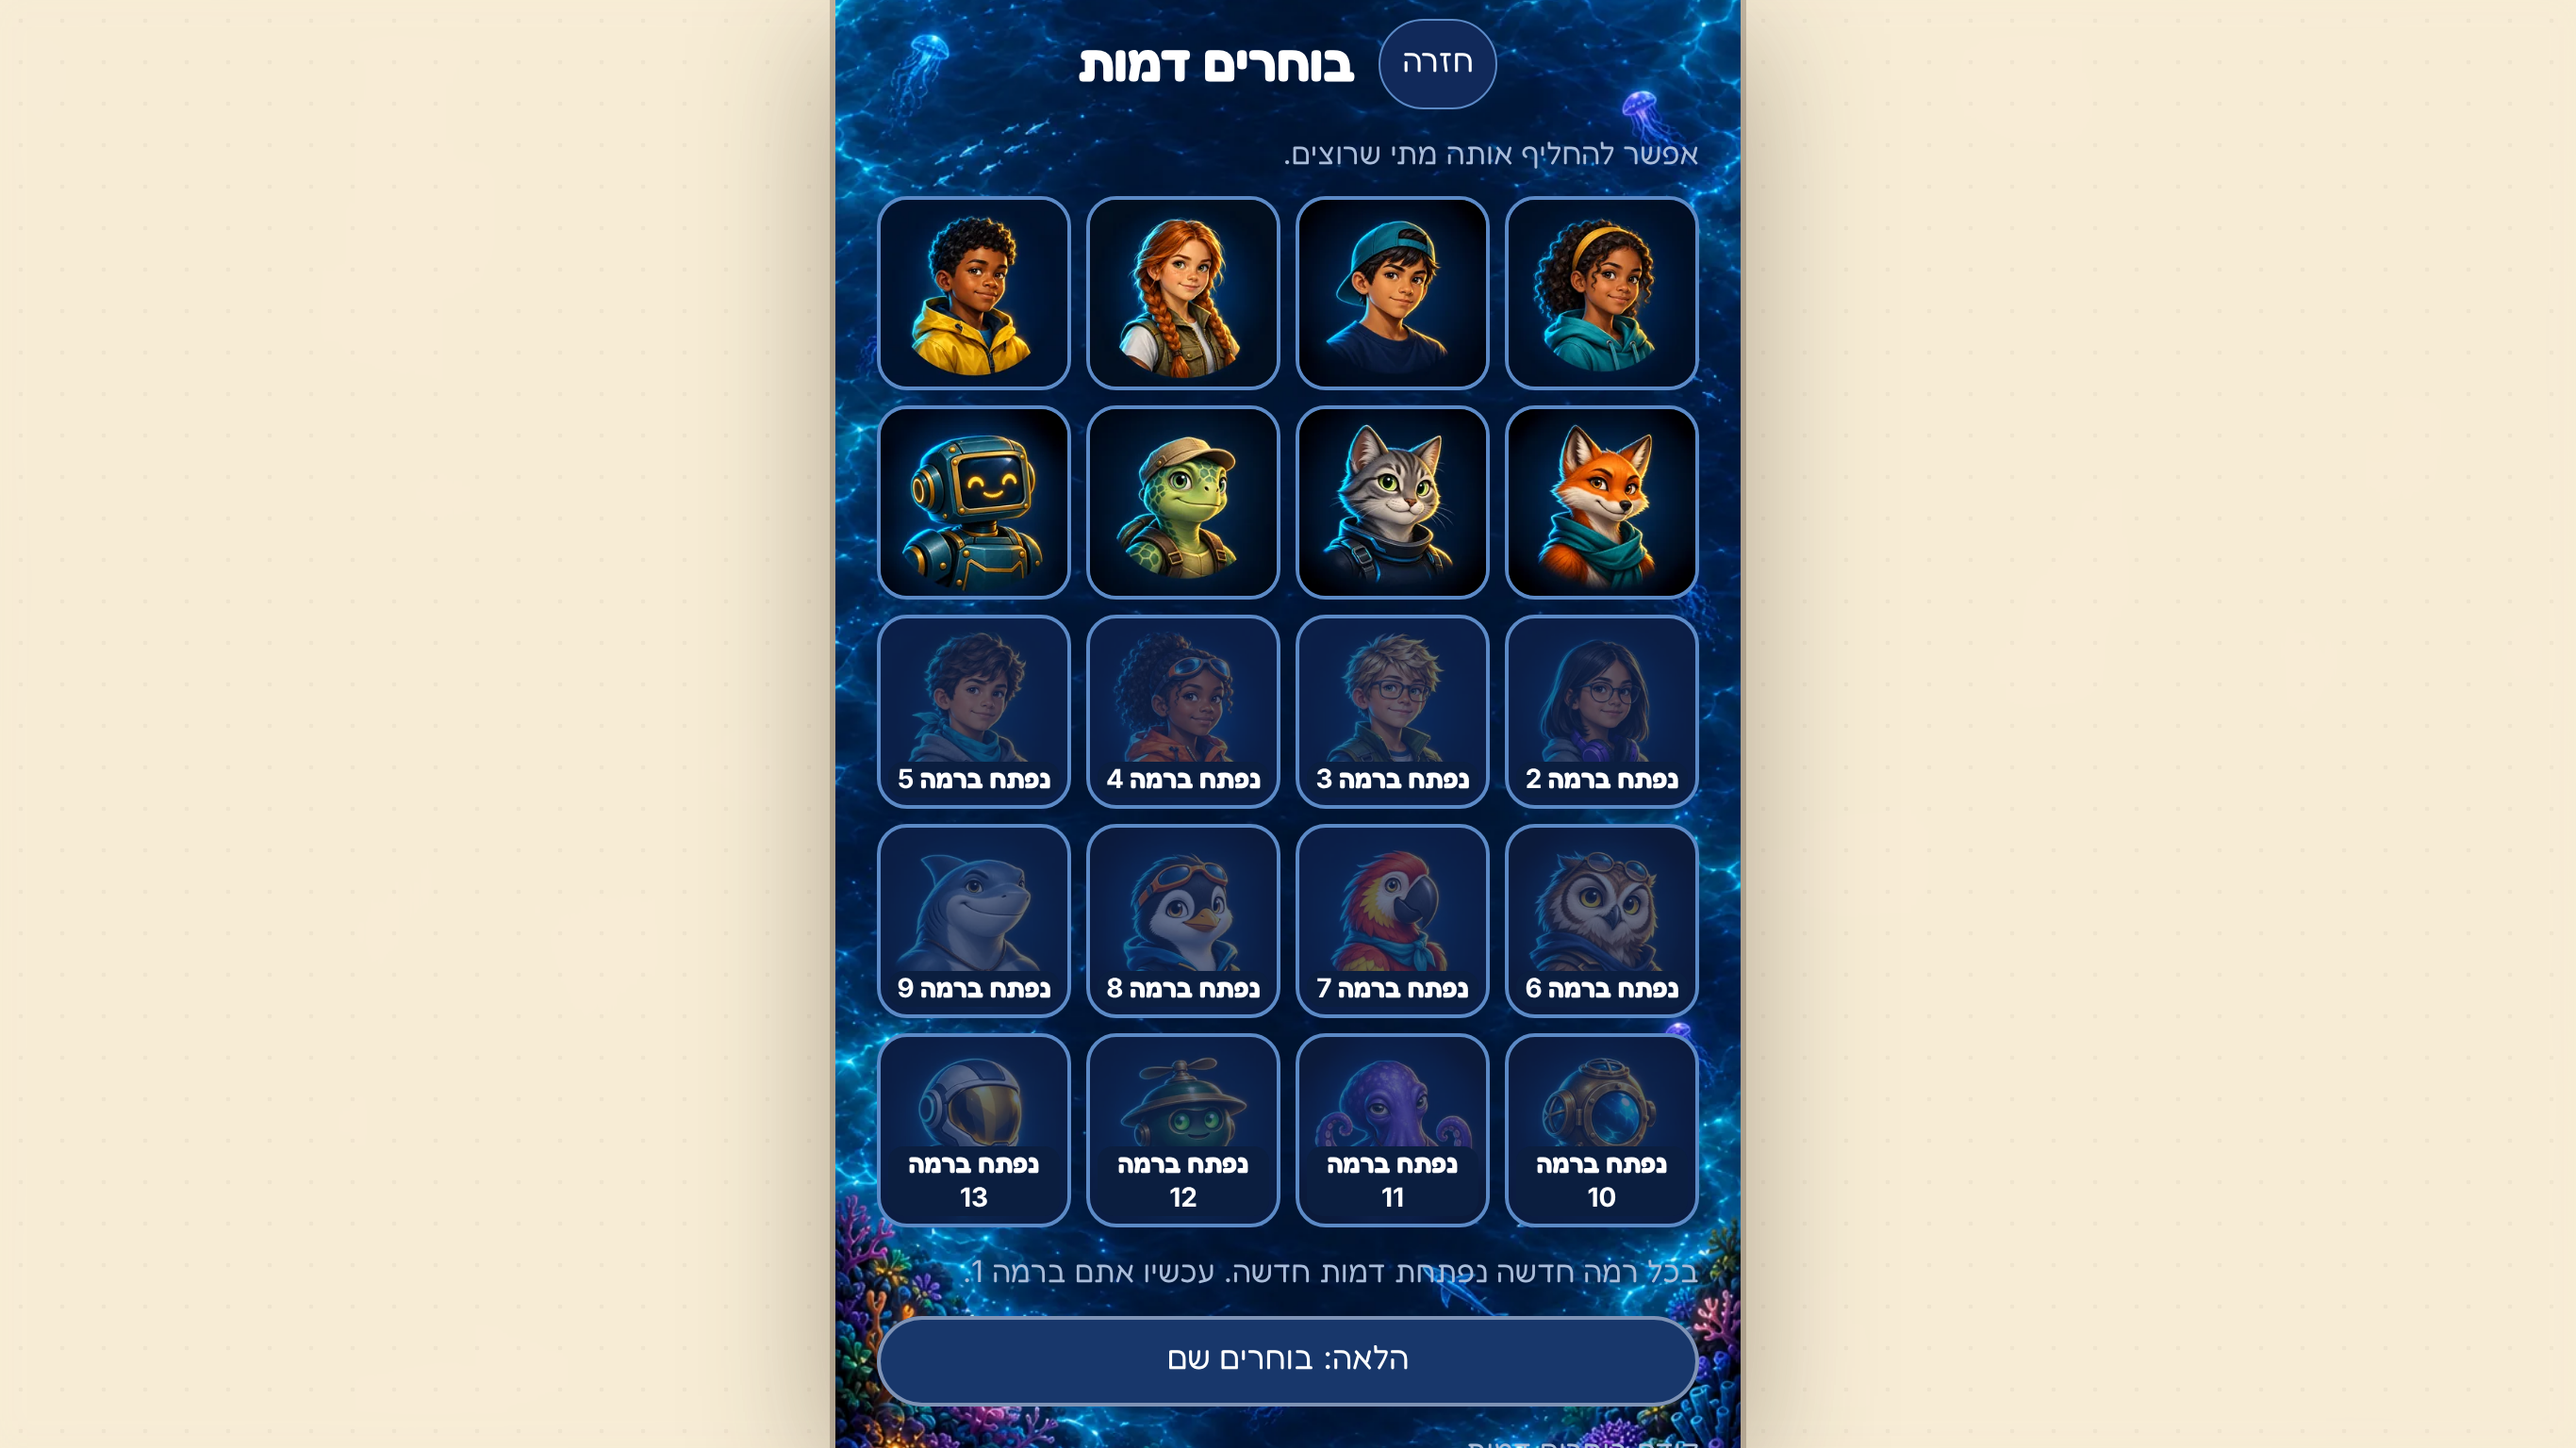 חזרה
בוחרים דמות
אפשר להחליף אותה מתי שרוצים.
נפתח ברמה 2
נפתח ברמה 3
נפתח ברמה 4
נפתח ברמה 5
נפתח ברמה 6
נפתח ברמה 7
נפתח ברמה 8
נפתח ברמה 9
נפתח ברמה
10
נפתח ברמה
11
נפתח ברמה
12
נפתח ברמה
13
בכל רמה חדשה נפתחת דמות חדשה. עכשיו אתם ברמה 1.
הלאה: בוחרים שם